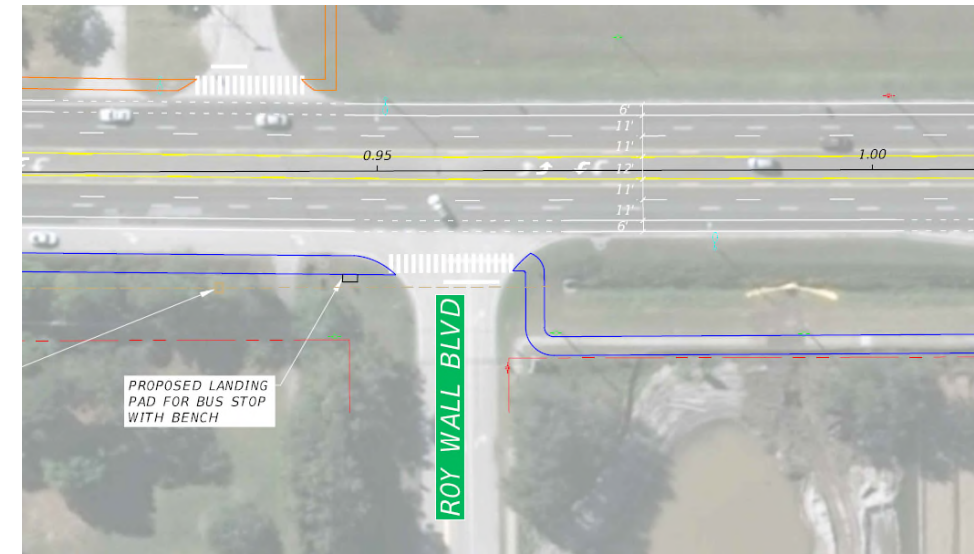 6'
11'
11'
12'
11'
11'
6'
0.95
1.00
PROPOSED LANDING
PAD FOR BUS STOP
WITH BENCH
ROY WALL BLVD